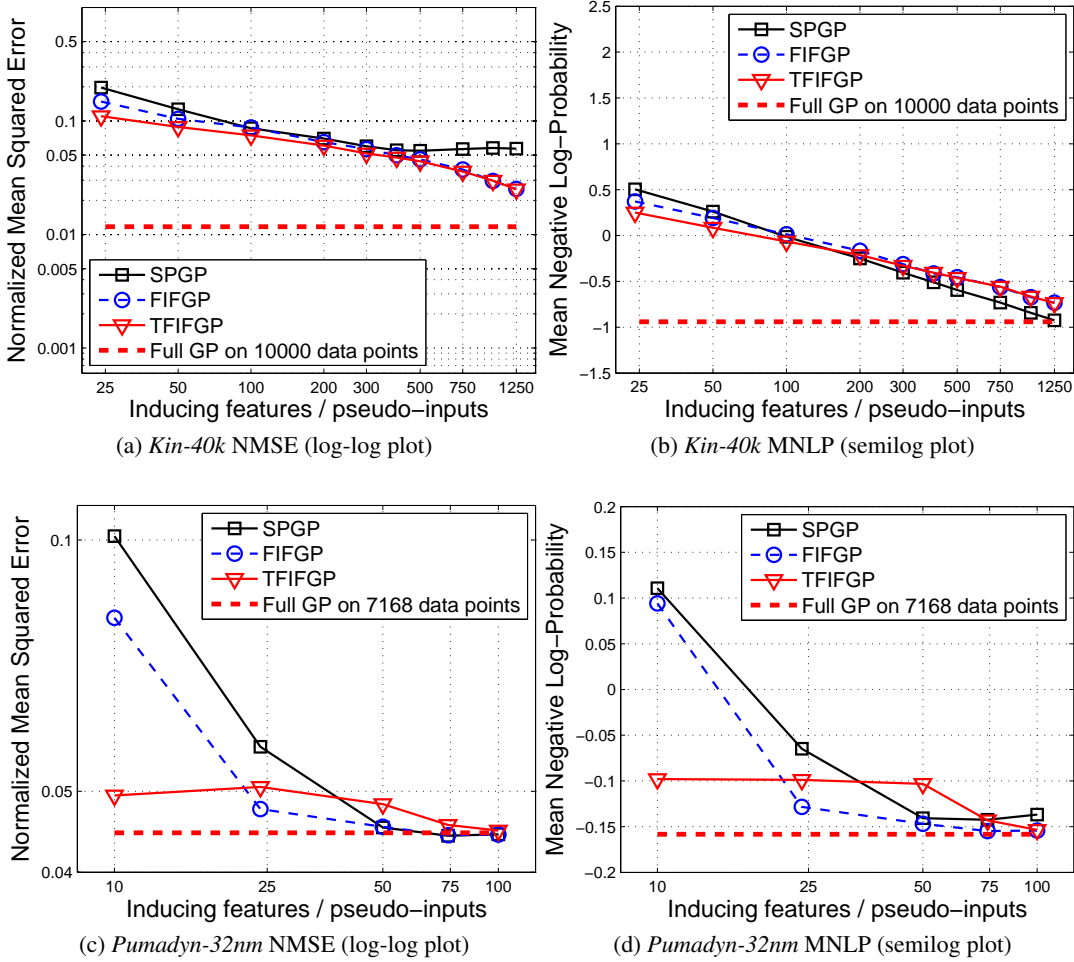 Normalized Mean Squared Error
0.5
0.1
0.05
0.01
0.005
0.001
SPGP
FIFGP
TFIFGP
Full GP on 10000 data points
25 50 100 200 300 500 750 1250
Inducing features / pseudo−inputs
(a) Kin-40k NMSE (log-log plot)
Mean Negative Log−Probability
2.5
2
1.5
1
0.5
0
−0.5
−1
−1.5
SPGP
FIFGP
TFIFGP
Full GP on 10000 data points
25 50 100 200 300 500 750 1250
Inducing features / pseudo−inputs
(b) Kin-40k MNLP (semilog plot)
Normalized Mean Squared Error
0.1
0.05
0.04
SPGP
FIFGP
TFIFGP
Full GP on 7168 data points
10 25 50 75 100
Inducing features / pseudo−inputs
(c) Pumadyn-32nm NMSE (log-log plot)
Mean Negative Log−Probability
0.2
0.15
0.1
0.05
0
−0.05
−0.1
−0.15
−0.2
SPGP
FIFGP
TFIFGP
Full GP on 7168 data points
10 25 50 75 100
Inducing features / pseudo−inputs
(d) Pumadyn-32nm MNLP (semilog plot)